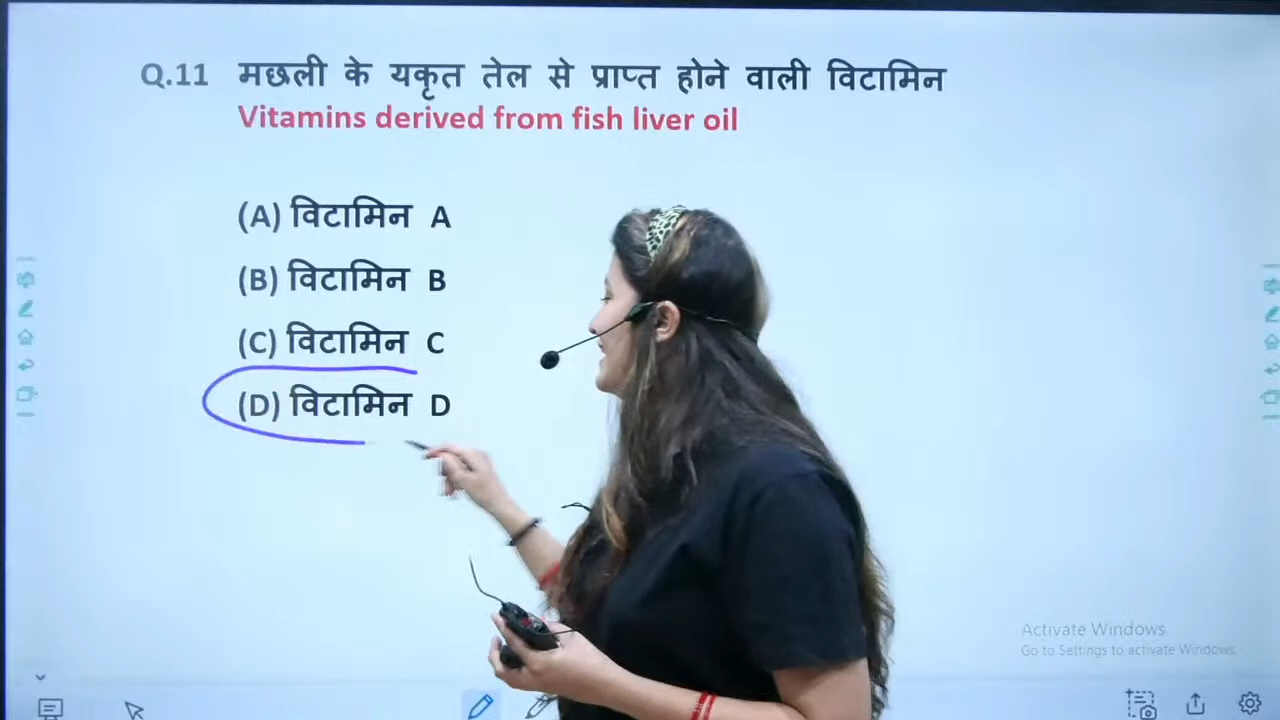 Q.11 मछली के यकृत तेल से प्राप्त होने वाली विटामिन
Vitamins derived from fish liver oil
(A) विटामिन A
(B) विटामिन B
(C) विटामिन C
(D) विटामिन D
Activate Windows
Go to Settings to activate Windows.